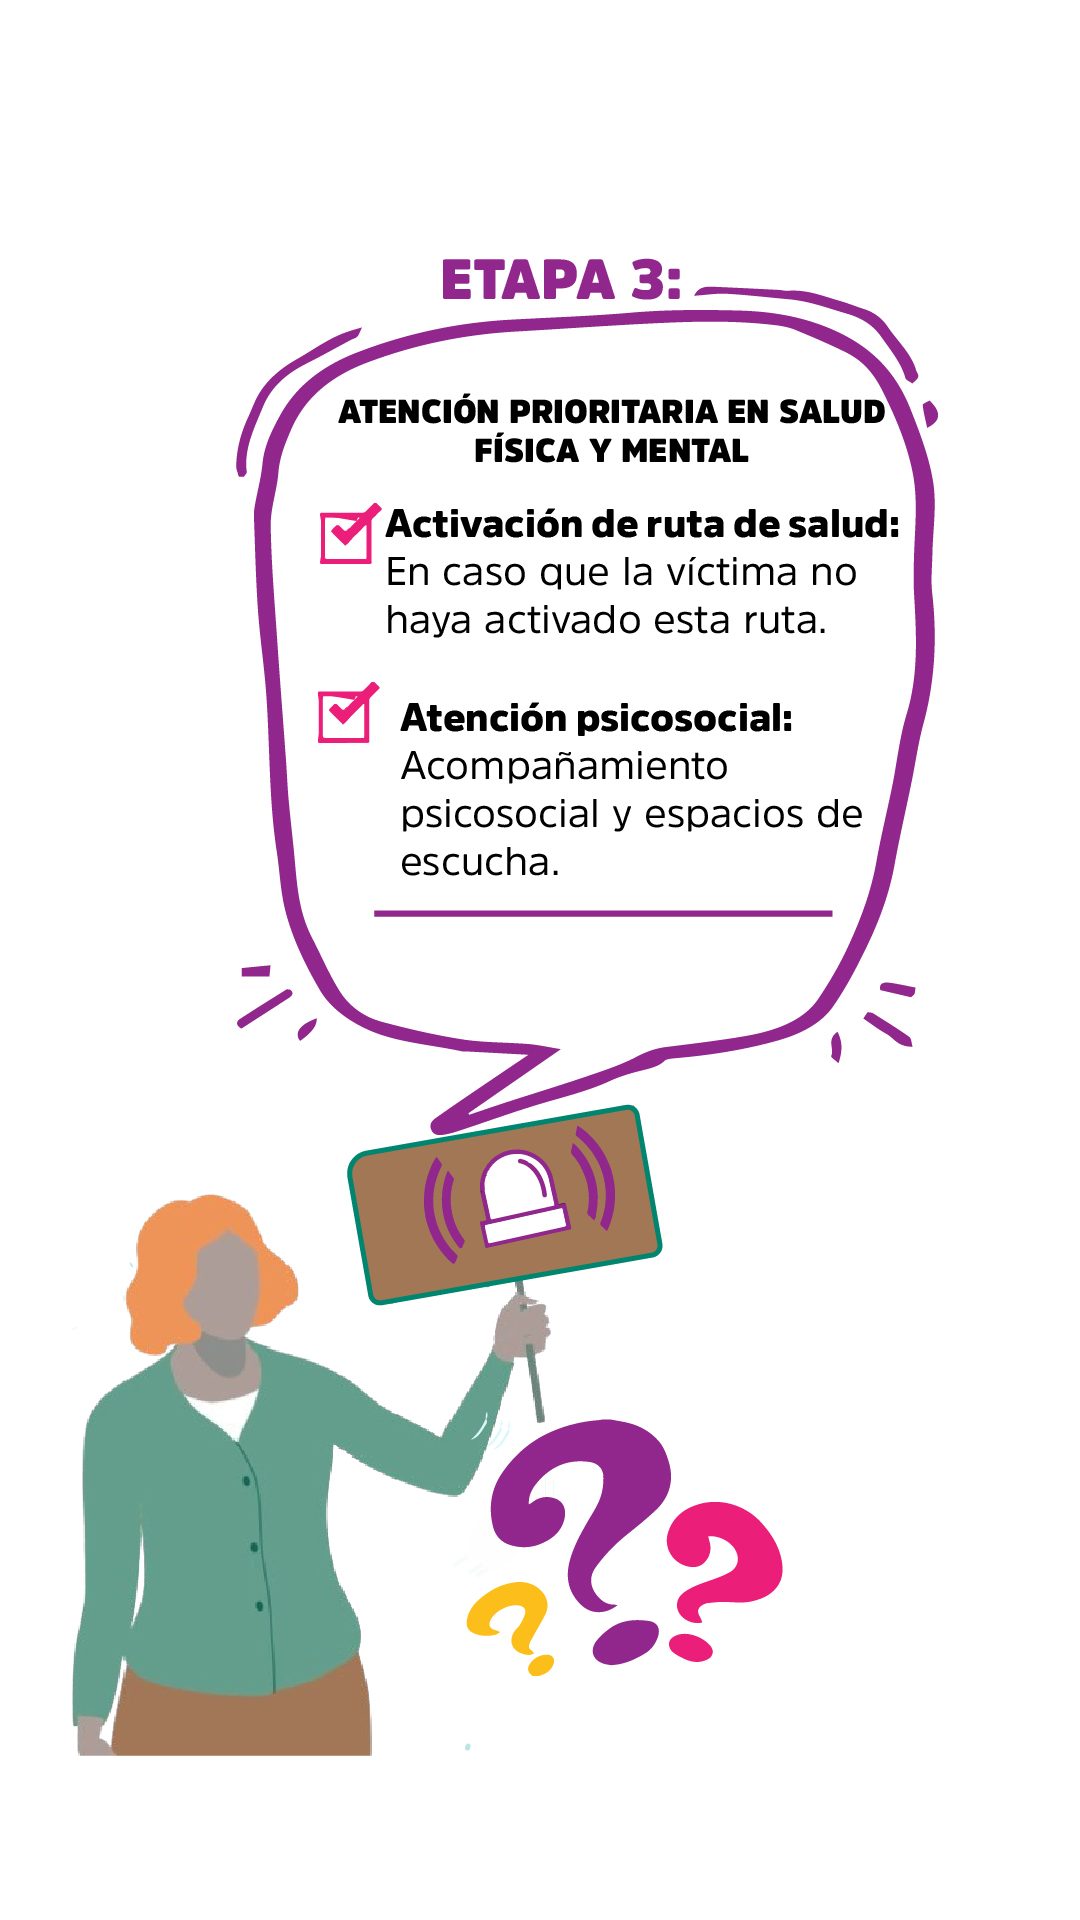 ETAPA 3:
ATENCIÓN PRIORITARIA EN SALUD
FÍSICA Y MENTAL
Activación de ruta de salud:
En caso que la víctima no
haya activado esta ruta.
Atención psicosocial:
Acompañamiento
psicosocial y espacios de
escucha.
???